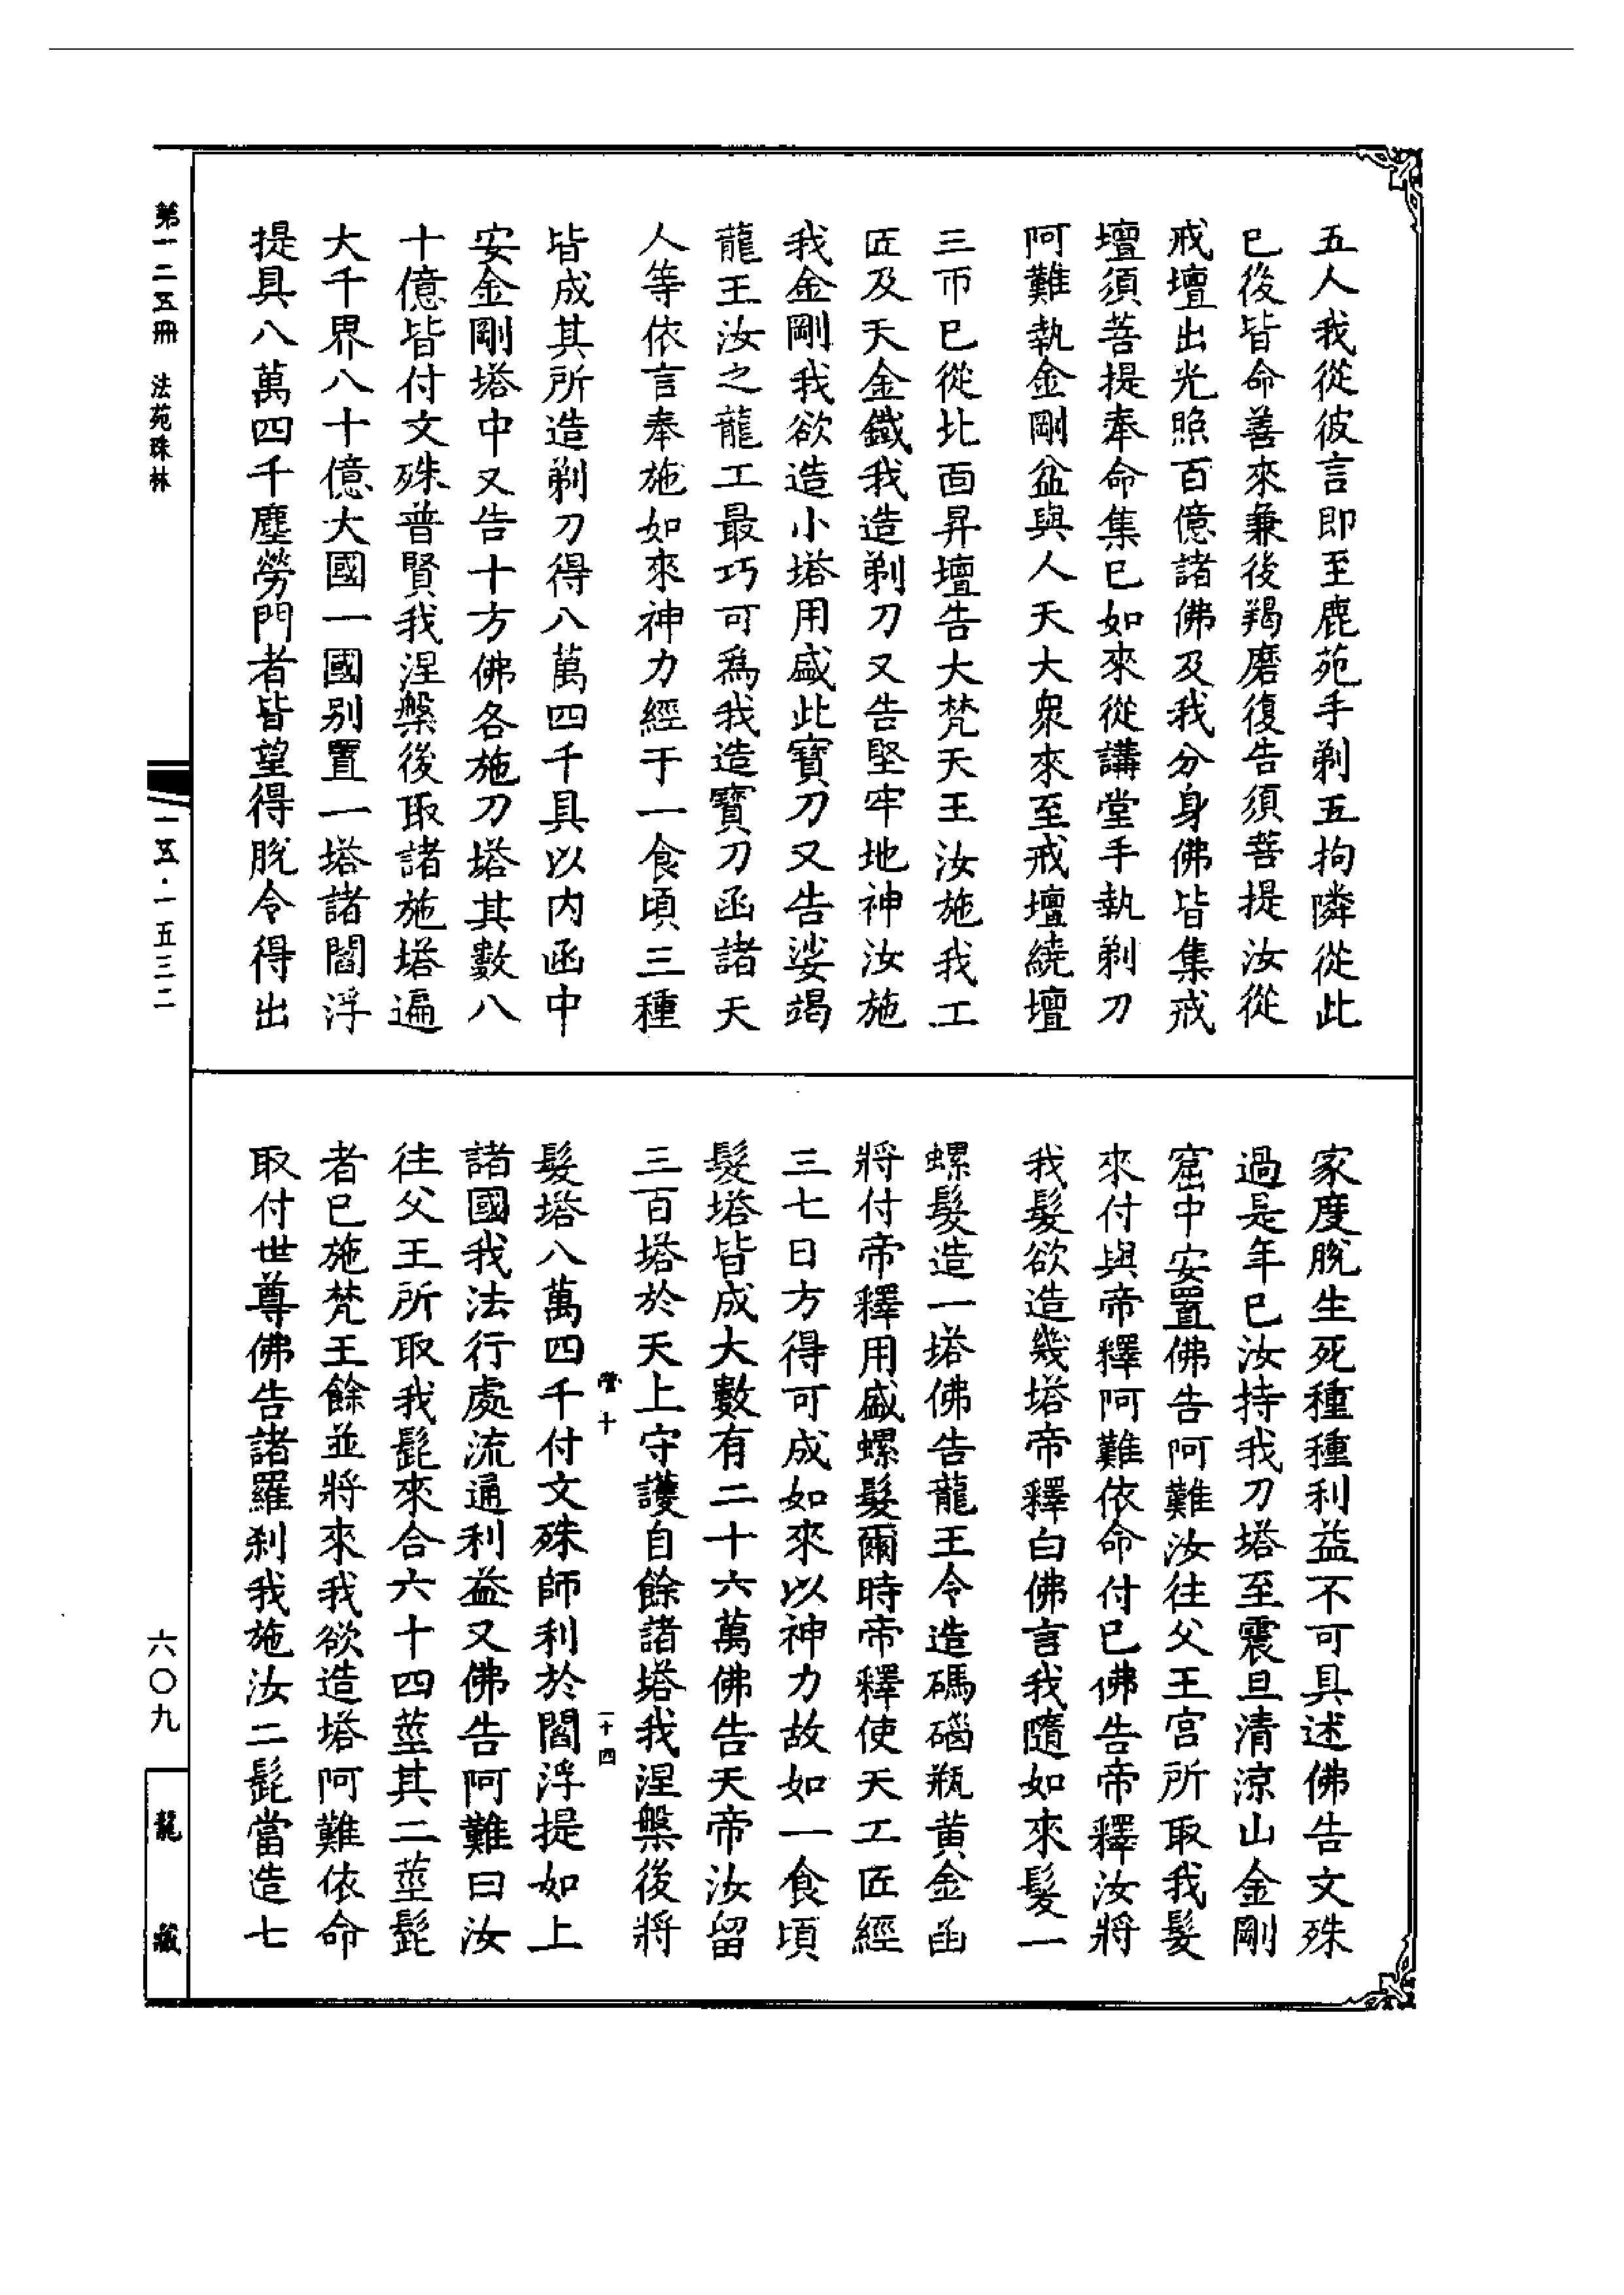 五人我從彼言即至鹿苑手剃五拘隣從此
已後皆命善來兼後羯磨復告須菩提汝從
戒壇出光照百億諸佛及我分身佛皆集戒
壇須菩提奉命集已如來從講堂手執剃刀
阿難執金剛盆與人天大衆來至戒壇繞壇
三帀已從北面昇壇告大梵天王汝施我工
匠及天金鐵我造剃刀又告堅牢地神汝施
我金剛我欲造小塔用盛此寶刀又告娑竭
龍王汝之龍工最巧可爲我造寶刀函諸天
人等依言奉施如來神力經于一食頃三種
皆成其所造剃刀得八萬四千具以内函中
安金剛塔中又告十方佛各施刀塔其數八
十億皆付文殊普賢我涅槃後取諸施塔遍
大千界八十億大國一國别置一塔諸閻浮
提具八萬四千塵勞門者皆望得脫令得出
家度脫生死種種利益不可具述佛告文殊
過是年已汝持我刀塔至震旦清涼山金剛
窟中安置佛告阿難汝往父王宫所取我髮
來付與帝釋阿難依命付已佛告帝釋汝將
我髮欲造幾塔帝釋白佛言我隨如來髮一
螺髮造一塔佛告龍王令造碼碯瓶黄金函
將付帝釋用盛螺髮爾時帝釋使天工匠經
三七日方得可成如來以神力故如一食頃
髮塔皆成大數有二十六萬佛告天帝汝留
三百塔於天上守護自餘諸塔我涅槃後將
營十
一十四
髮塔八萬四千付文殊師利於閻浮提如上
諸國我法行處流通利益又佛告阿難曰汝
往父王所取我髭來合六十四莖其二莖髭
者已施梵王餘並將來我欲造塔阿難依命
取付世尊佛告諸羅刹我施汝二髭當造七
第一二五冊 法苑珠林
一五·一五三二
六〇九
龍藏